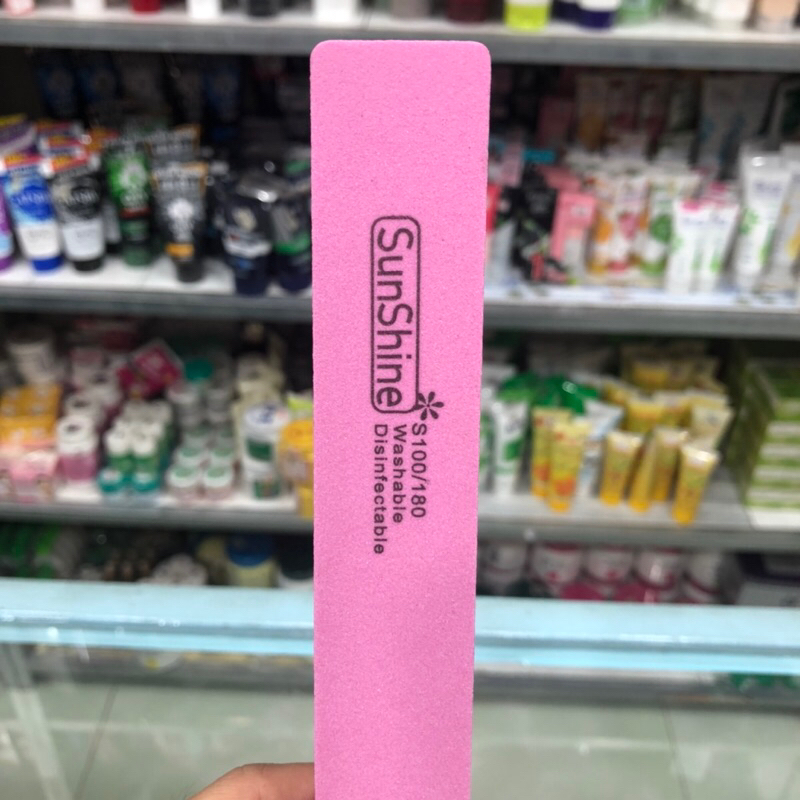 SunShine
S100/180
Washable
Disinfectable